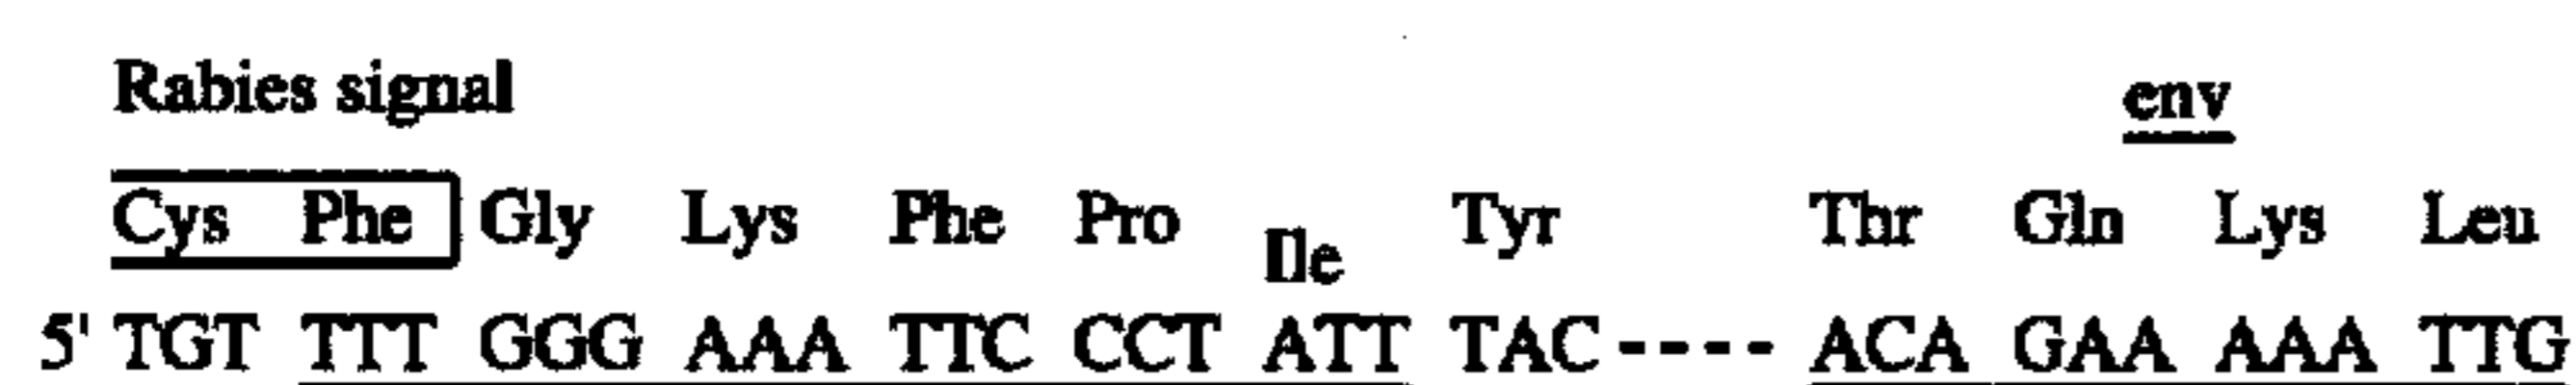 Rabies signal env
Cys Phe Gly Lys Phe Pro Ile Tyr Thr Gln Lys Leu
5' TGT TTT GGG AAA TTC CCT ATT TAC ---- ACA GAA AAA TTG